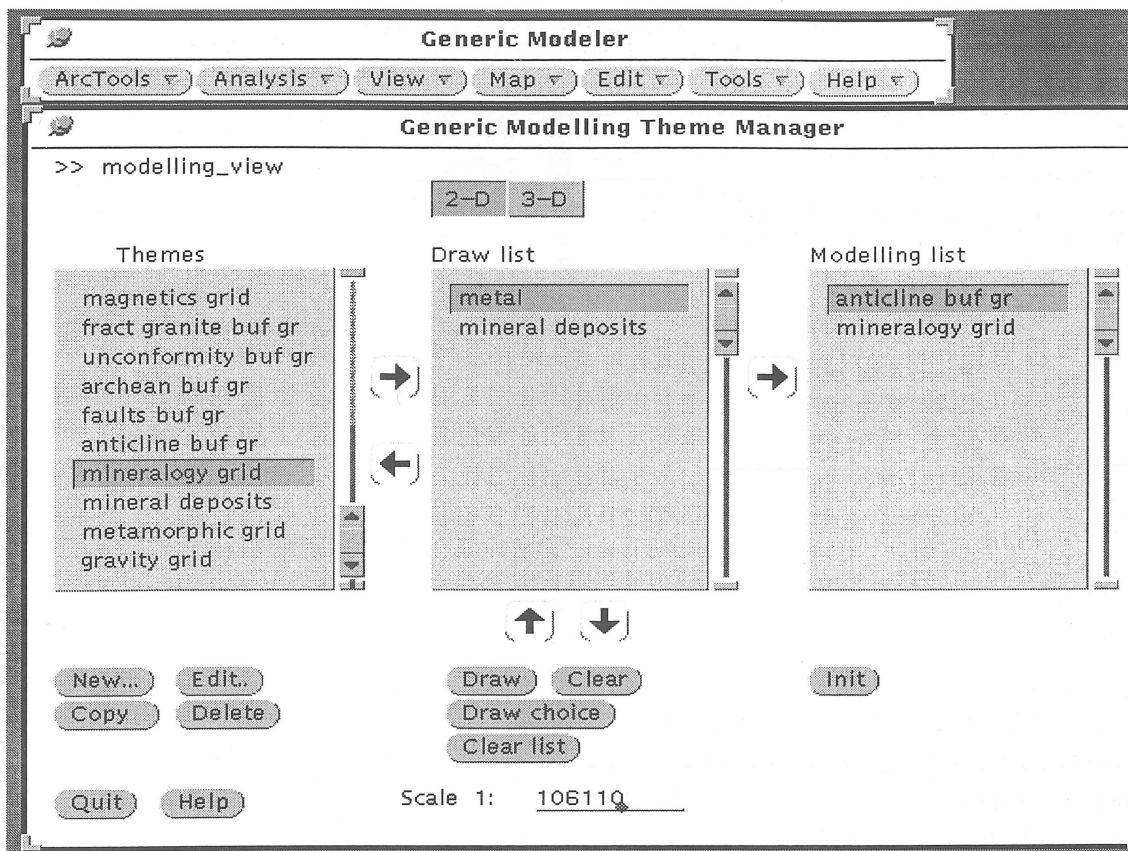 Generic Modeler
ArcTools Analysis View Map Edit Tools Help
Generic Modelling Theme Manager
>> modelling_view
2-D 3-D
Themes
magnetics grid
fract granite buf gr
unconformity buf gr
archean buf gr
faults buf gr
anticline buf gr
mineralogy grid
mineral deposits
metamorphic grid
gravity grid
Draw list
metal
mineral deposits
Modelling list
anticline buf gr
mineralogy grid
New... Edit..
Copy Delete
Draw Clear
Draw choice
Clear list
Init
Quit Help
Scale 1: 106110